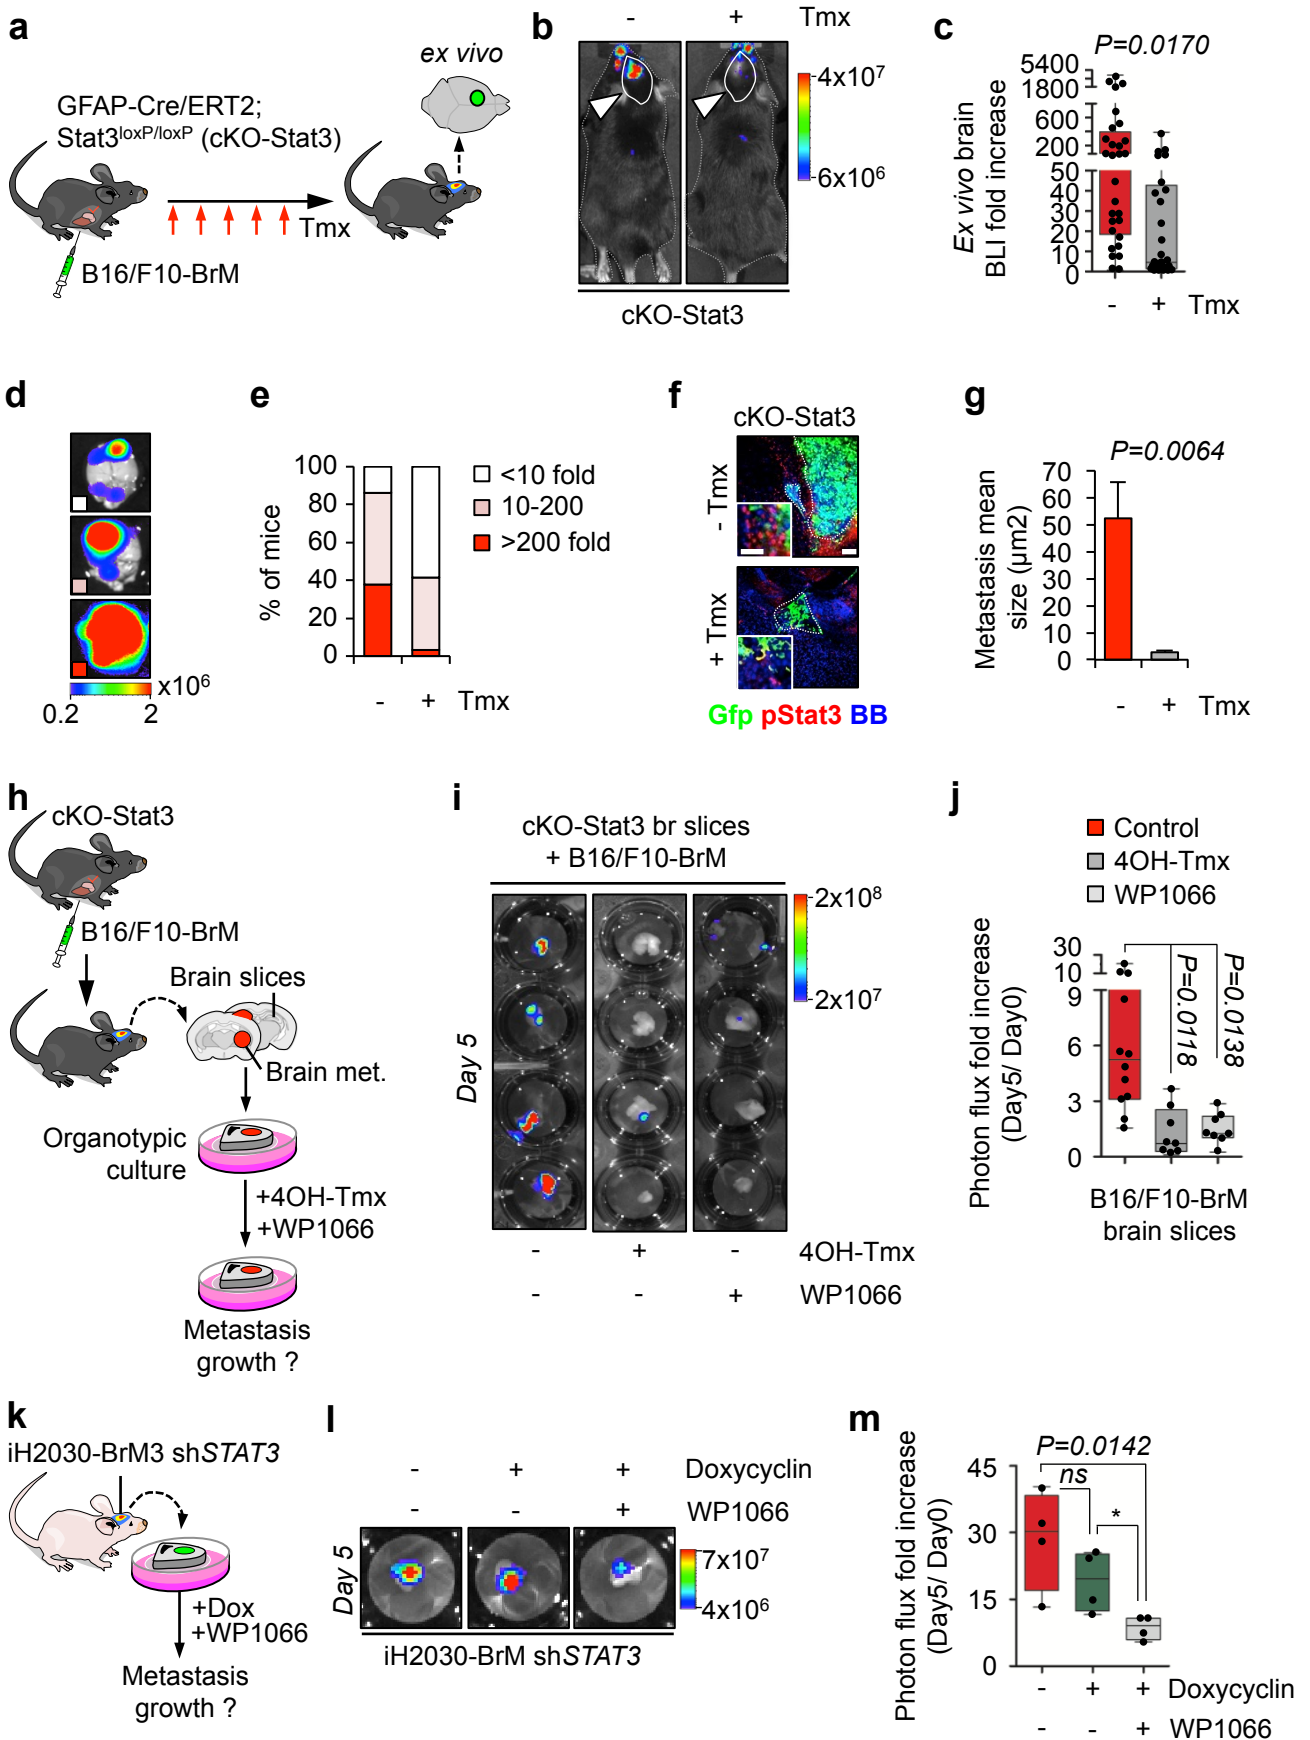 a
GFAP-Cre/ERT2;
Stat3loxP/loxP (cKO-Stat3)
ex vivo
Tmx
B16/F10-BrM
b
- + Tmx
4x10⁷
6x10⁶
cKO-Stat3
c
P=0.0170
Ex vivo brain
BLI fold increase
5400
1800
600
200
50
40
30
20
10
0
- + Tmx
d
x10⁶
0.2 2
e
% of mice
100
80
60
40
20
0
<10 fold
10-200
>200 fold
- + Tmx
f
cKO-Stat3
- Tmx
+ Tmx
Gfp pStat3 BB
g
P=0.0064
Metastasis mean
size (µm2)
70
60
50
40
30
20
10
0
- + Tmx
h
cKO-Stat3
B16/F10-BrM
Brain slices
Brain met.
Organotypic
culture
+4OH-Tmx
+WP1066
Metastasis
growth ?
i
cKO-Stat3 br slices
+ B16/F10-BrM
Day 5
2x10⁸
2x10⁷
- + - 4OH-Tmx
- - + WP1066
j
Control
4OH-Tmx
WP1066
Photon flux fold increase
(Day5/ Day0)
30
10
9
6
3
0
P=0.0118
P=0.0138
B16/F10-BrM
brain slices
k
iH2030-BrM3 shSTAT3
+Dox
+WP1066
Metastasis
growth ?
l
- + + Doxycyclin
- - + WP1066
Day 5
7x10⁷
4x10⁶
iH2030-BrM shSTAT3
m
Photon flux fold increase
(Day5/ Day0)
P=0.0142
ns
*
45
30
15
0
- + + Doxycyclin
- - + WP1066